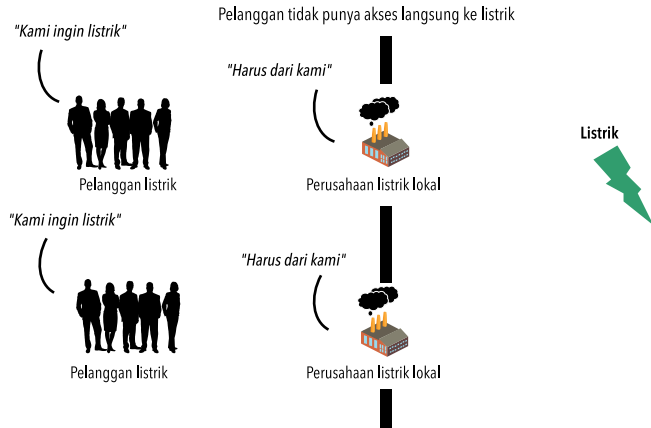 Pelanggan tidak punya akses langsung ke listrik
"Kami ingin listrik"
"Harus dari kami"
Listrik
Pelanggan listrik
Perusahaan listrik lokal
"Kami ingin listrik"
"Harus dari kami"
Pelanggan listrik
Perusahaan listrik lokal